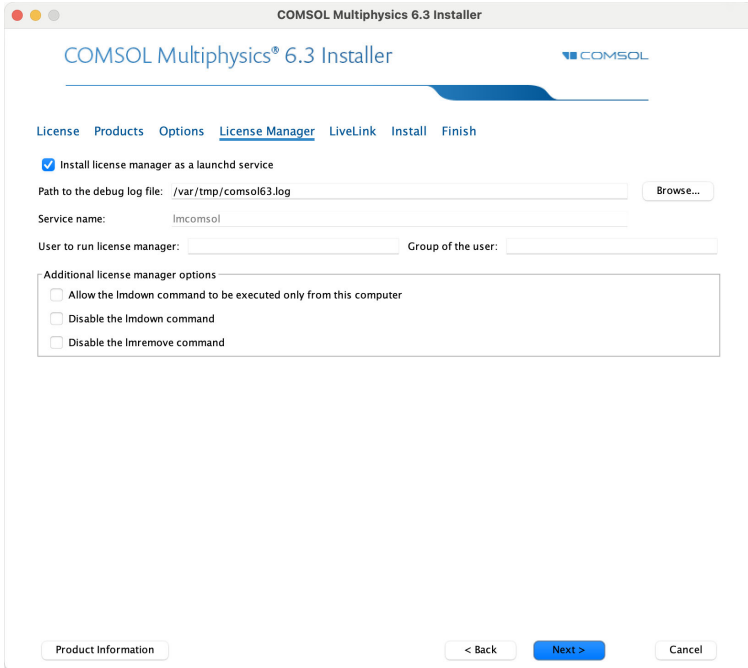 COMSOL Multiphysics 6.3 Installer
COMSOL Multiphysics® 6.3 Installer
COMSOL
License Products Options License Manager LiveLink Install Finish
Install license manager as a launchd service
Path to the debug log file: /var/tmp/comsol63.log Browse...
Service name: lmcomsol
User to run license manager: Group of the user:
Additional license manager options
Allow the lmdown command to be executed only from this computer
Disable the lmdown command
Disable the lmremove command
Product Information < Back Next > Cancel